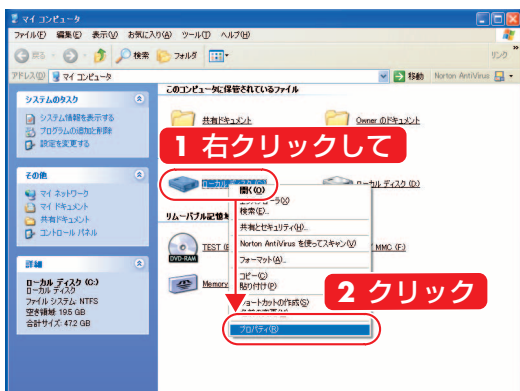 マイ コンピュータ
ファイル(F) 編集(E) 表示(V) お気に入り(A) ツール(T) ヘルプ(H)
戻る 検索 フォルダ リンク
アドレス(D) マイ コンピュータ 移動 Norton AntiVirus
システムのタスク
システム情報を表示する
プログラムの追加と削除
設定を変更する
その他
マイ ネットワーク
マイ ドキュメント
共有ドキュメント
コントロール パネル
詳細
ローカル ディスク (C:)
ローカル ディスク
ファイル システム: NTFS
空き領域: 19.5 GB
合計サイズ: 47.2 GB
このコンピュータに保管されているファイル
共有ドキュメント Owner のドキュメント
1 右クリックして
ローカル ディスク (D:)
リムーバブル記憶
DVD-RAM TEST (E
MMC (F:)
Memory
開く(O)
エクスプローラ(X)
検索(E)...
共有とセキュリティ(H)...
Norton AntiVirus を使ってスキャン(V)
フォーマット(A)...
コピー(C)
貼り付け(P)
ショートカットの作成(S)
プロパティ(R)
2 クリック